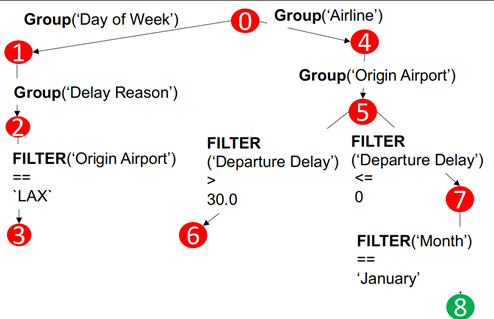 Group(‘Day of Week’)
0
Group(‘Airline’)
1
4
Group(‘Origin Airport’)
Group(‘Delay Reason’)
2
5
FILTER(‘Origin Airport’)
==
`LAX`
3
FILTER
(‘Departure Delay’)
>
30.0
6
FILTER
(‘Departure Delay’)
<=
0
7
FILTER(‘Month’)
==
‘January’
8